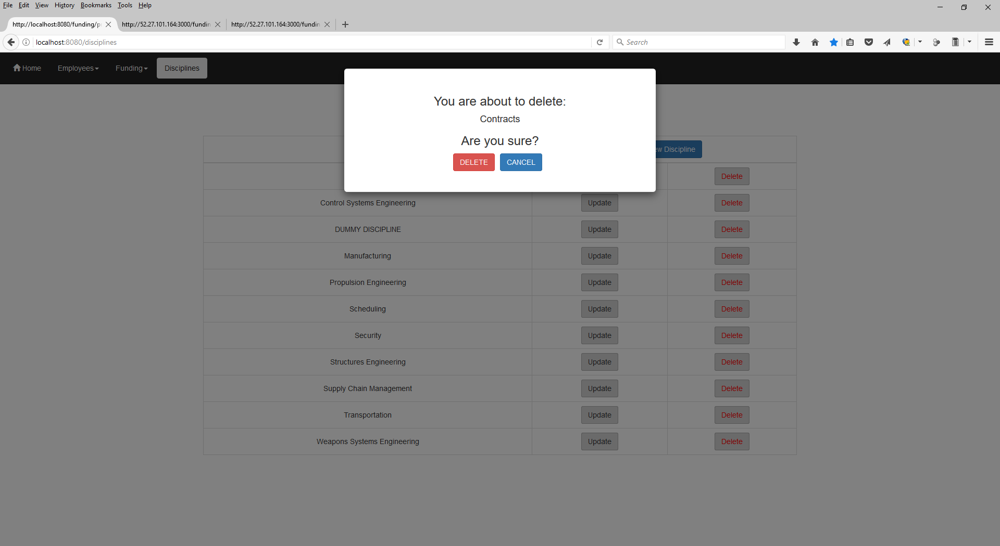 File Edit View History Bookmarks Tools Help
http://localhost:8080/funding/p http://52.27.101.164:3000/fundin http://52.27.101.164:3000/fundin
localhost:8080/disciplines Search
Home Employees Funding Disciplines
You are about to delete:
Contracts
Are you sure?
DELETE CANCEL
ew Discipline
Delete
Control Systems Engineering Update Delete
DUMMY DISCIPLINE Update Delete
Manufacturing Update Delete
Propulsion Engineering Update Delete
Scheduling Update Delete
Security Update Delete
Structures Engineering Update Delete
Supply Chain Management Update Delete
Transportation Update Delete
Weapons Systems Engineering Update Delete